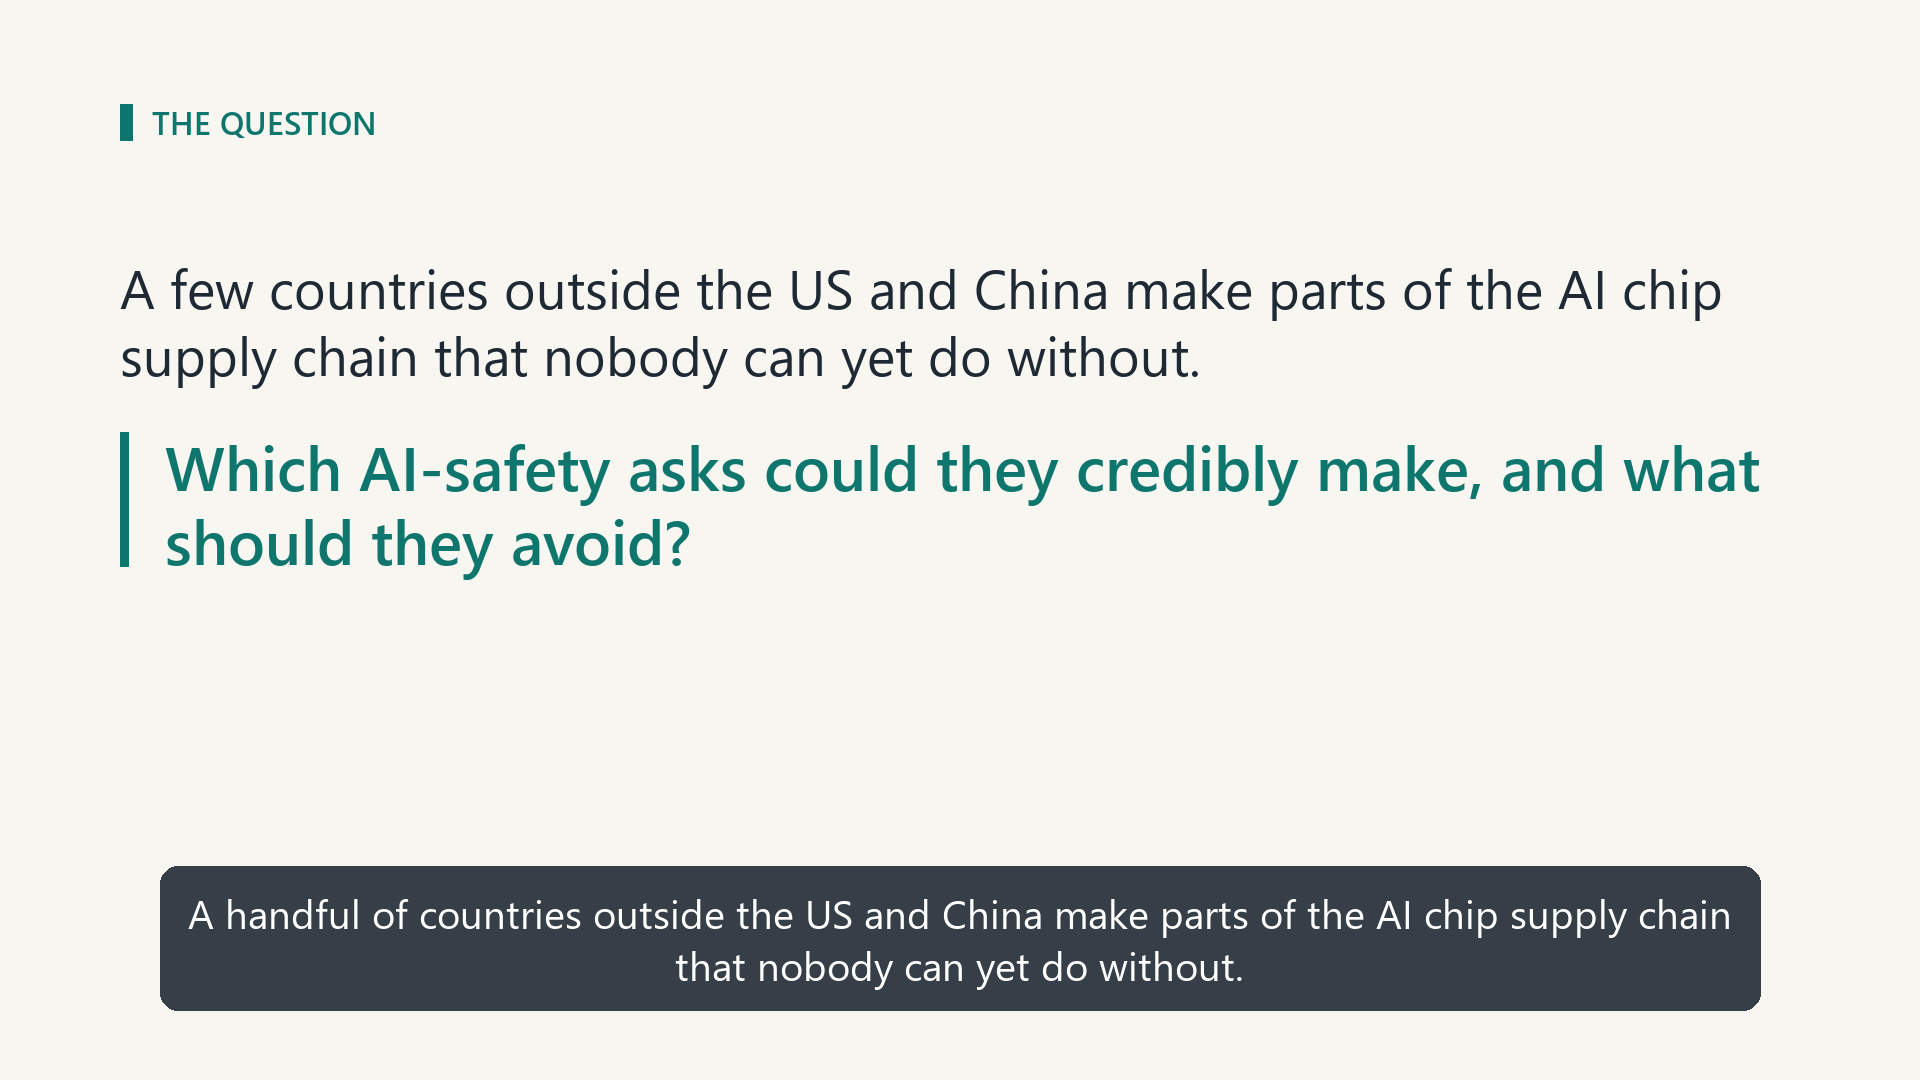 THE QUESTION
A few countries outside the US and China make parts of the AI chip
supply chain that nobody can yet do without.
Which AI-safety asks could they credibly make, and what
should they avoid?
A handful of countries outside the US and China make parts of the AI chip supply chain
that nobody can yet do without.